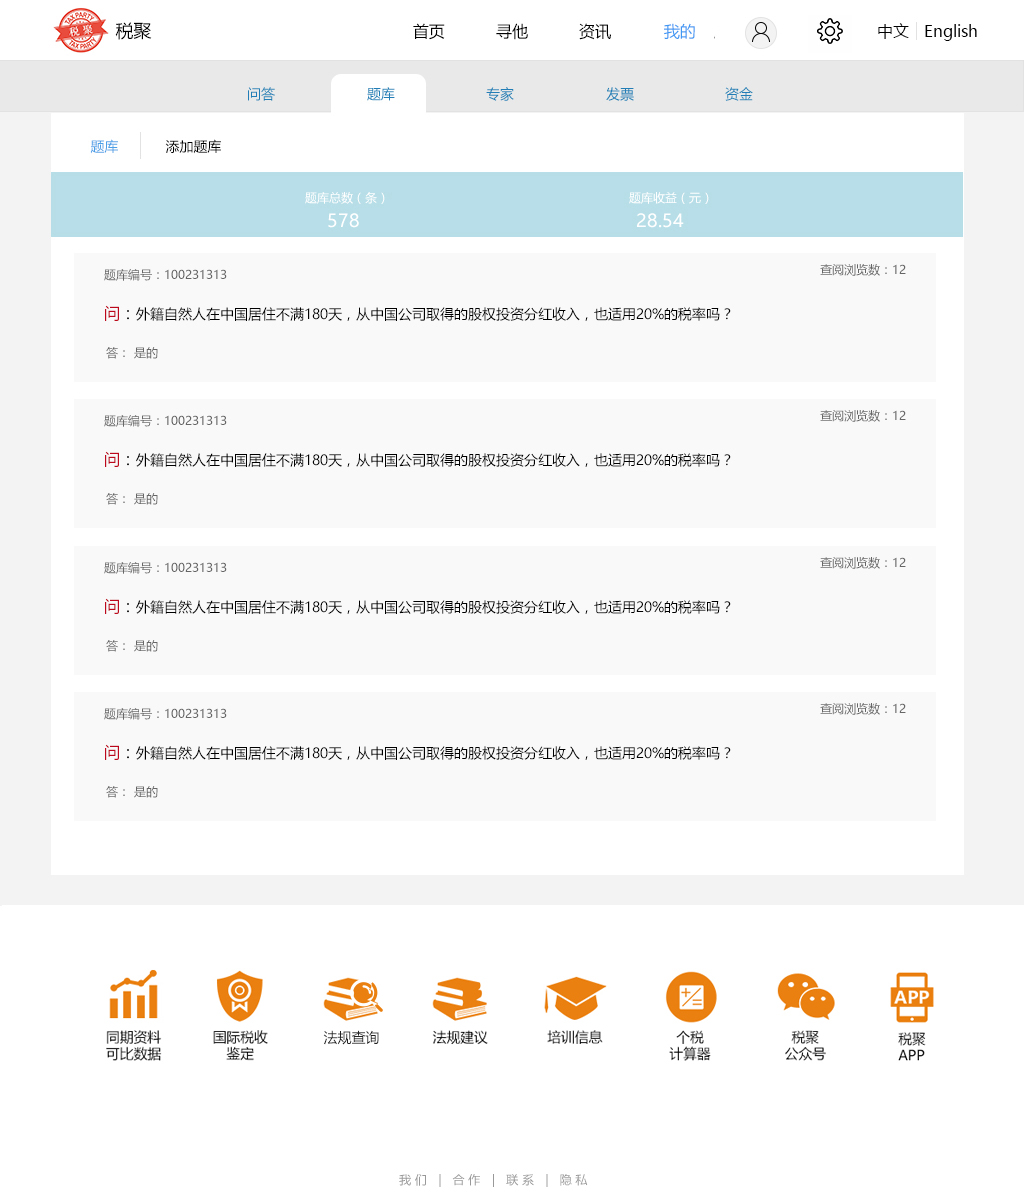 TAX PARTY
税 聚
TAX PARTY
税聚
首页 寻他 资讯 我的 中文 English
问答 题库 专家 发票 资金
题库 添加题库
题库总数（条） 题库收益（元）
578 28.54
题库编号：100231313 查阅浏览数：12
问：外籍自然人在中国居住不满180天，从中国公司取得的股权投资分红收入，也适用20%的税率吗？
答： 是的
题库编号：100231313 查阅浏览数：12
问：外籍自然人在中国居住不满180天，从中国公司取得的股权投资分红收入，也适用20%的税率吗？
答： 是的
题库编号：100231313 查阅浏览数：12
问：外籍自然人在中国居住不满180天，从中国公司取得的股权投资分红收入，也适用20%的税率吗？
答： 是的
题库编号：100231313 查阅浏览数：12
问：外籍自然人在中国居住不满180天，从中国公司取得的股权投资分红收入，也适用20%的税率吗？
答： 是的
APP
同期资料 国际税收 法规查询 法规建议 培训信息 个税 税聚 税聚
可比数据 鉴定 计算器 公众号 APP
我们 | 合作 | 联系 | 隐私